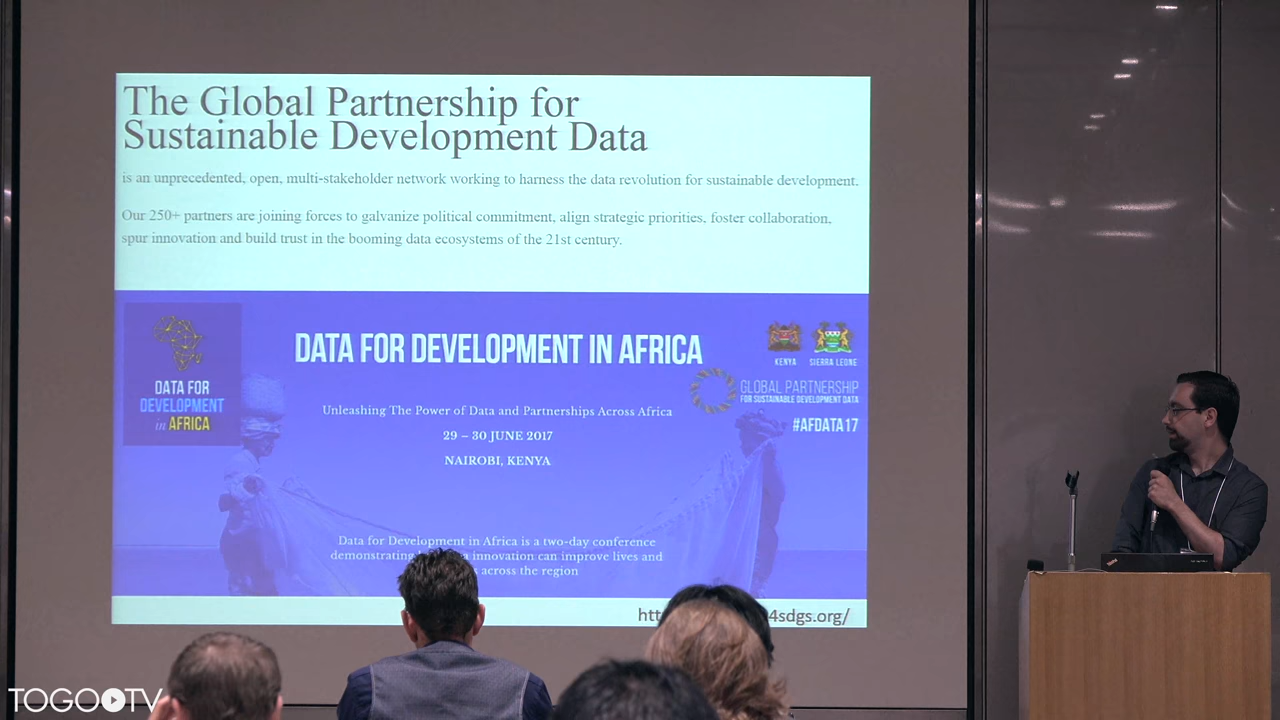 The Global Partnership for
Sustainable Development Data
is an unprecedented, open, multi-stakeholder network working to harness the data revolution for sustainable development.
Our 250+ partners are joining forces to galvanize political commitment, align strategic priorities, foster collaboration,
spur innovation and build trust in the booming data ecosystems of the 21st century.
DATA FOR
DEVELOPMENT
in AFRICA
DATA FOR DEVELOPMENT IN AFRICA
Unleashing The Power of Data and Partnerships Across Africa
29 – 30 JUNE 2017
NAIROBI, KENYA
KENYA SIERRA LEONE
GLOBAL PARTNERSHIP
FOR SUSTAINABLE DEVELOPMENT DATA
#AFDATA17
Data for Development in Africa is a two-day conference
demonstrating innovation can improve lives and
across the region
4sdgs.org/
TOGO TV